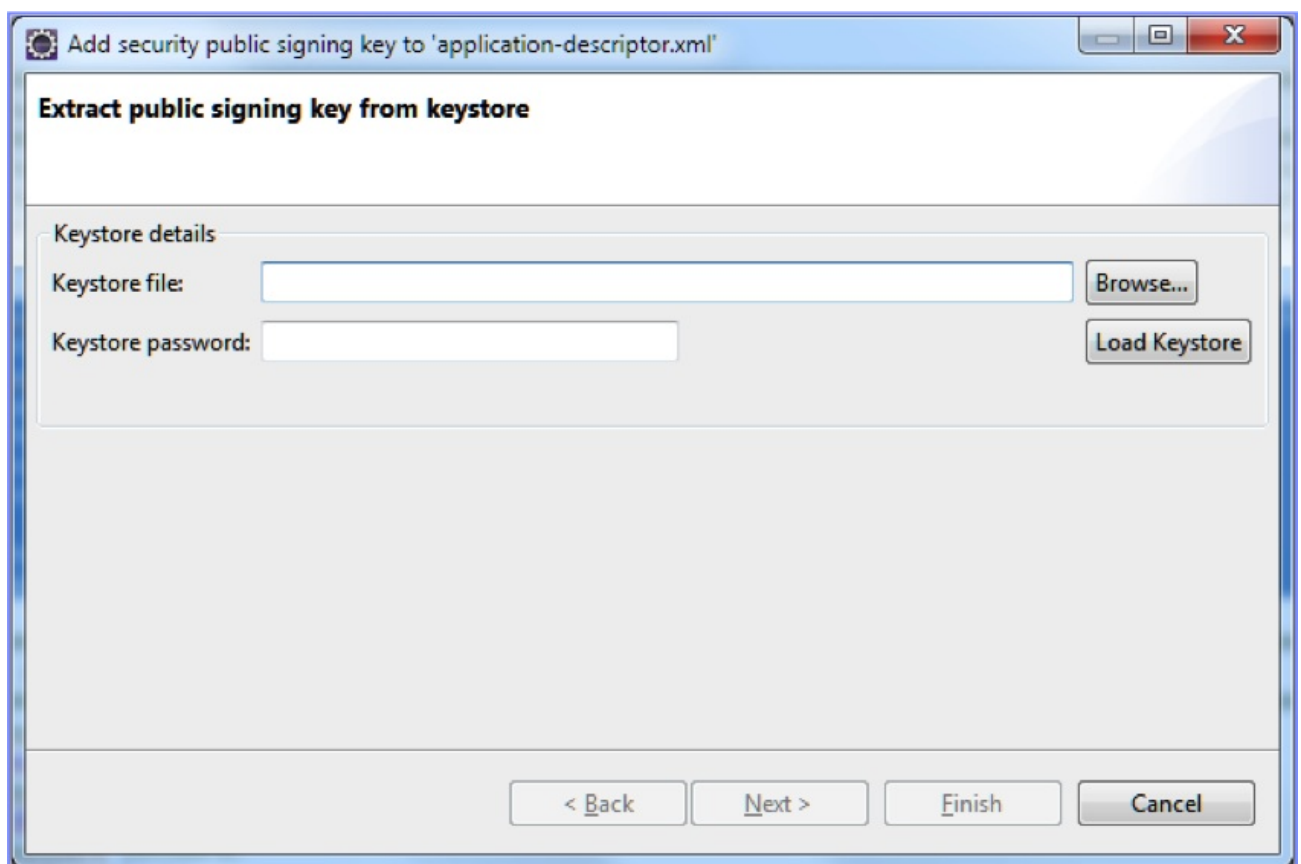 Add security public signing key to 'application-descriptor.xml'
Extract public signing key from keystore
Keystore details
Keystore file: Browse...
Keystore password: Load Keystore
< Back Next > Finish Cancel